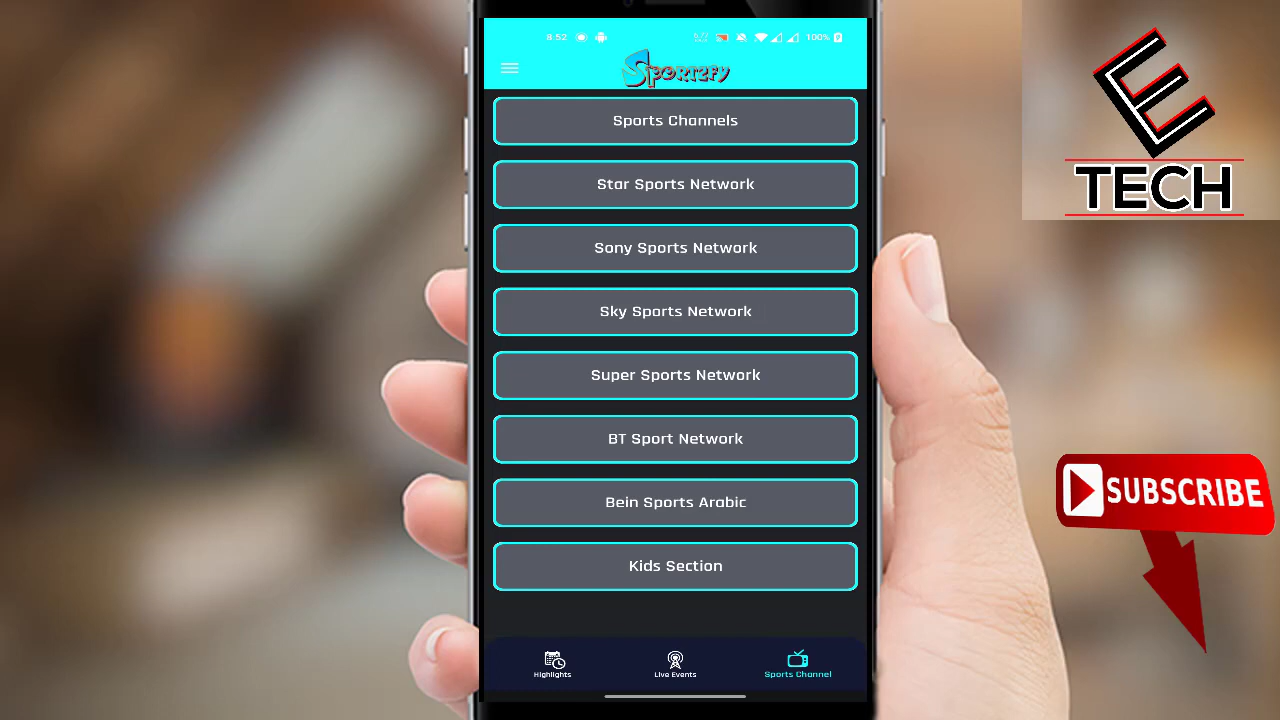 8:52
100%
Sportzfy
Sports Channels
Star Sports Network
Sony Sports Network
Sky Sports Network
Super Sports Network
BT Sport Network
Bein Sports Arabic
Kids Section
Highlights
Live Events
Sports Channel
E
TECH
SUBSCRIBE